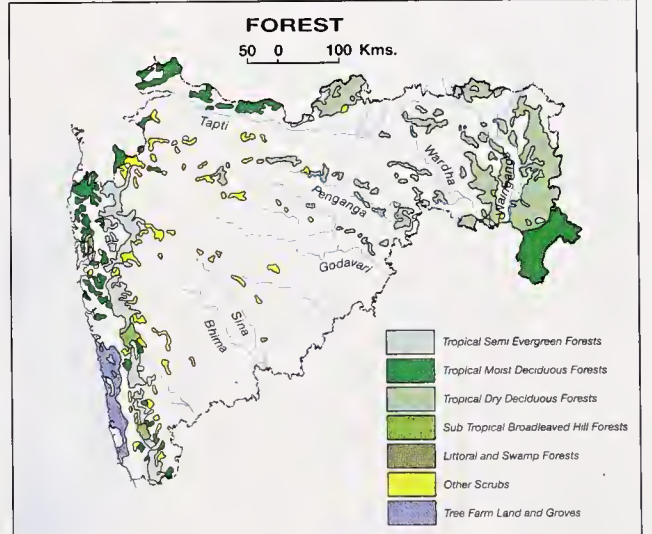 FOREST
50 0 100 Kms.
Tapti
Wardha
Wainganga
Penganga
Godavari
Sina
Bhima
Tropical Semi Evergreen Forests
Tropical Moist Deciduous Forests
Tropical Dry Deciduous Forests
Sub Tropical Broadleaved Hill Forests
Littoral and Swamp Forests
Other Scrubs
Tree Farm Land and Groves